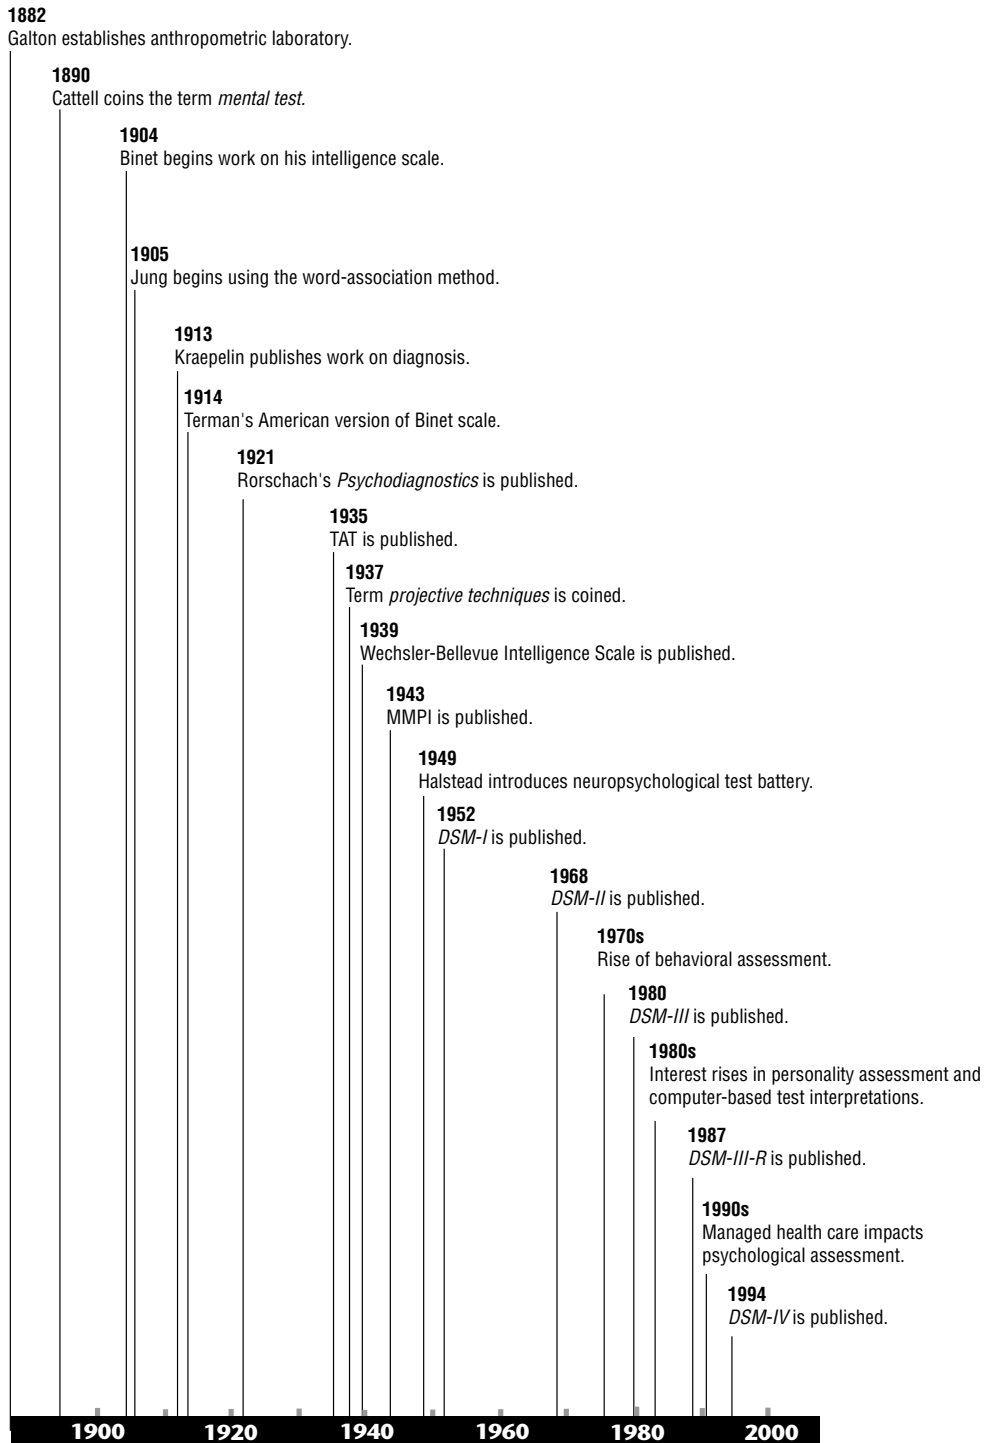 1882
Galton establishes anthropometric laboratory.
1890
Cattell coins the term mental test.
1904
Binet begins work on his intelligence scale.
1905
Jung begins using the word-association method.
1913
Kraepelin publishes work on diagnosis.
1914
Terman's American version of Binet scale.
1921
Rorschach's Psychodiagnostics is published.
1935
TAT is published.
1937
Term projective techniques is coined.
1939
Wechsler-Bellevue Intelligence Scale is published.
1943
MMPI is published.
1949
Halstead introduces neuropsychological test battery.
1952
DSM-I is published.
1968
DSM-II is published.
1970s
Rise of behavioral assessment.
1980
DSM-III is published.
1980s
Interest rises in personality assessment and
computer-based test interpretations.
1987
DSM-III-R is published.
1990s
Managed health care impacts
psychological assessment.
1994
DSM-IV is published.
1900 1920 1940 1960 1980 2000